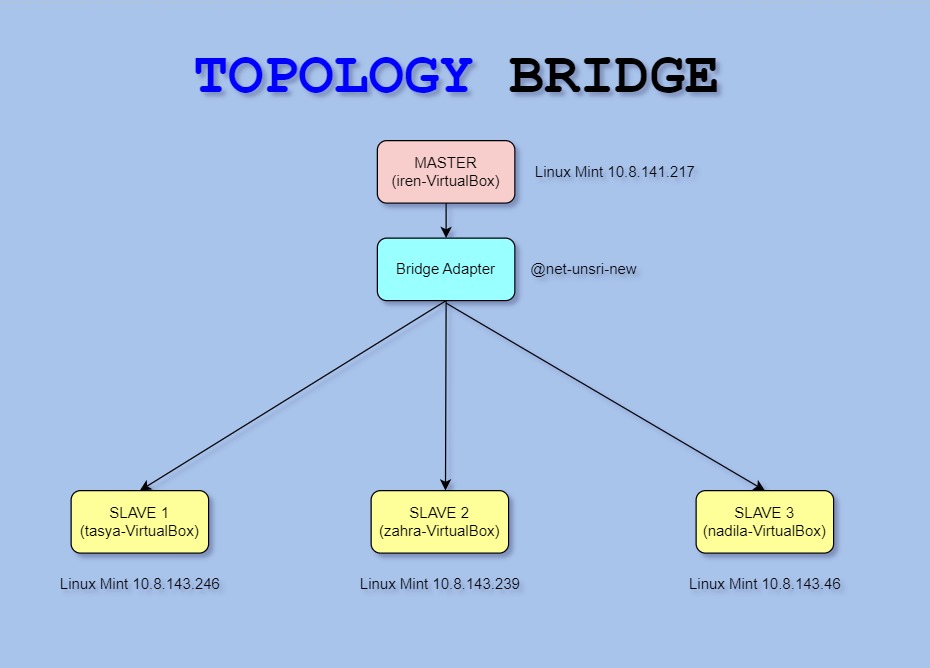 TOPOLOGY BRIDGE
MASTER
(iren-VirtualBox)
Linux Mint 10.8.141.217
Bridge Adapter
@net-unsri-new
SLAVE 1
(tasya-VirtualBox)
Linux Mint 10.8.143.246
SLAVE 2
(zahra-VirtualBox)
Linux Mint 10.8.143.239
SLAVE 3
(nadila-VirtualBox)
Linux Mint 10.8.143.46